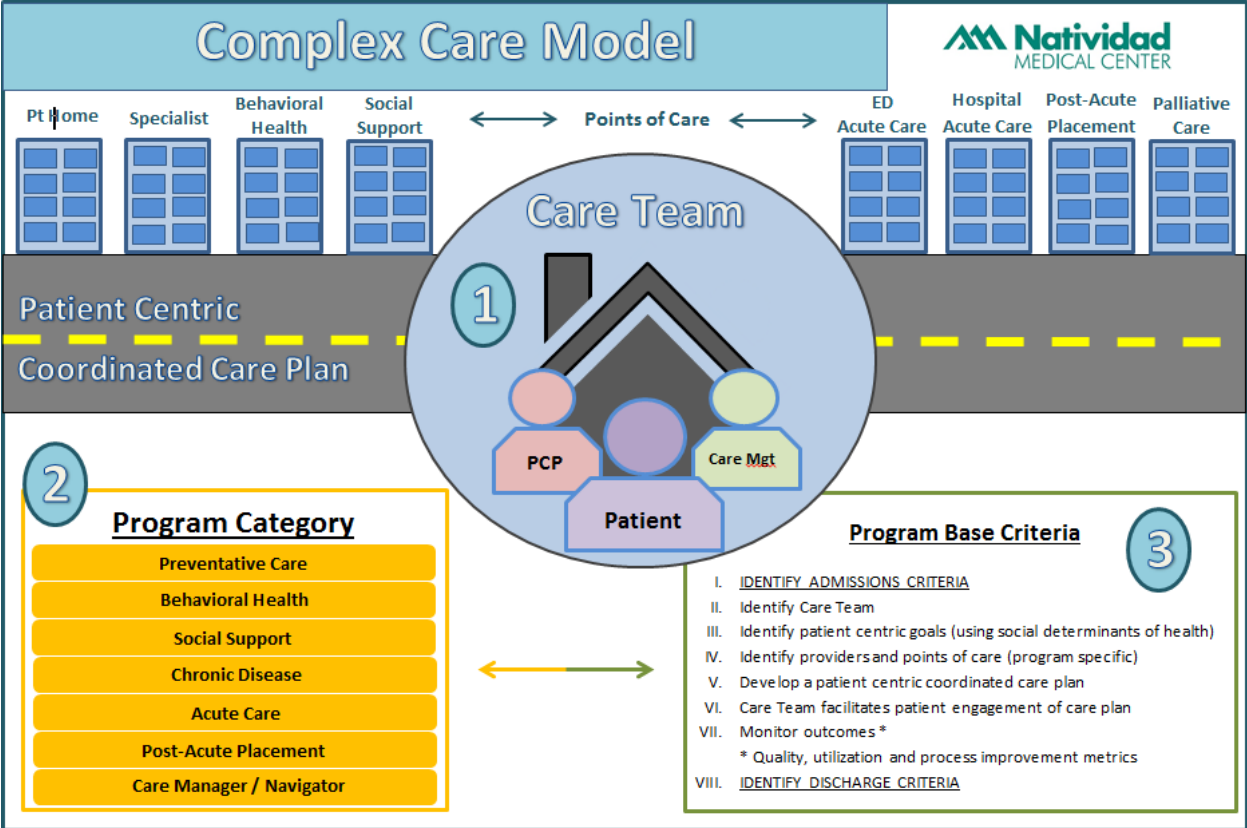 Complex Care Model
Natividad
MEDICAL CENTER
Pt Home
Specialist
Behavioral
Health
Social
Support
Points of Care
ED
Acute Care
Hospital
Acute Care
Post-Acute
Placement
Palliative
Care
Care Team
1
Patient Centric
Coordinated Care Plan
PCP
Care Mgt
Patient
2
Program Category
Preventative Care
Behavioral Health
Social Support
Chronic Disease
Acute Care
Post-Acute Placement
Care Manager / Navigator
Program Base Criteria
3
I. IDENTIFY ADMISSIONS CRITERIA
II. Identify Care Team
III. Identify patient centric goals (using social determinants of health)
IV. Identify providers and points of care (program specific)
V. Develop a patient centric coordinated care plan
VI. Care Team facilitates patient engagement of care plan
VII. Monitor outcomes *
* Quality, utilization and process improvement metrics
VIII. IDENTIFY DISCHARGE CRITERIA